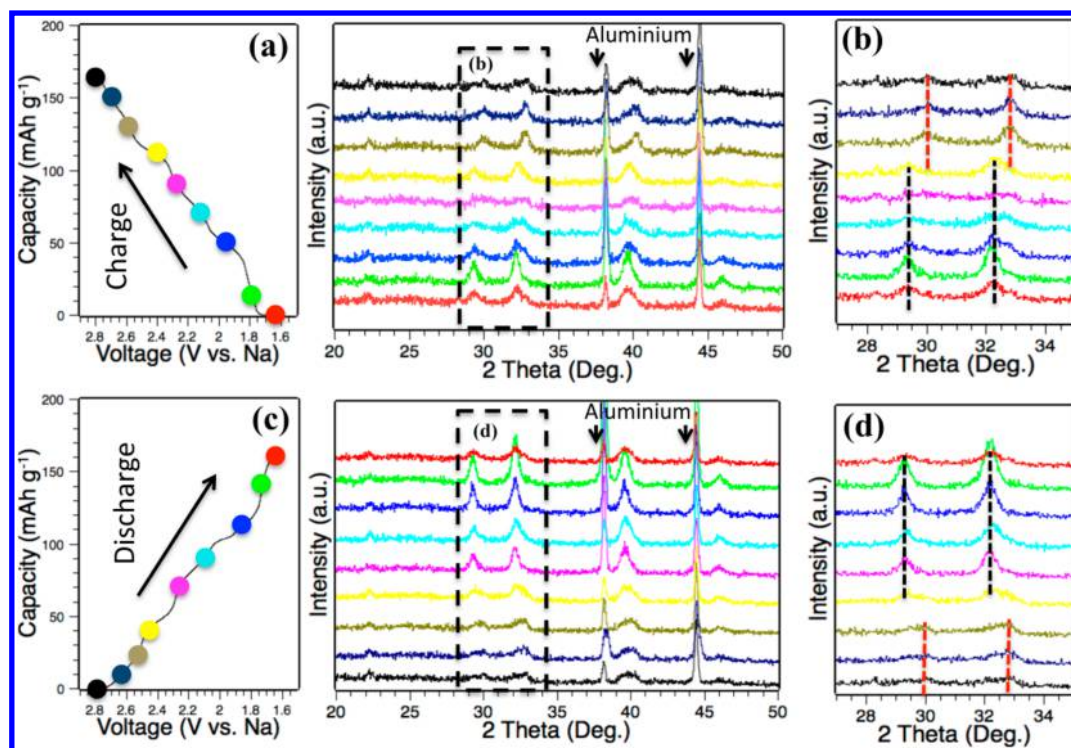 (a)
Capacity (mAh g⁻¹)
200
150
100
50
0
Charge
2.8 2.6 2.4 2.2 2.0 1.8 1.6
Voltage (V vs. Na)
Aluminium
(b)
Intensity (a.u.)
20 25 30 35 40 45 50
2 Theta (Deg.)
(b)
Intensity (a.u.)
28 30 32 34
2 Theta (Deg.)
(c)
Capacity (mAh g⁻¹)
200
150
100
50
0
Discharge
2.8 2.6 2.4 2.2 2.0 1.8 1.6
Voltage (V vs. Na)
Aluminium
(d)
Intensity (a.u.)
20 25 30 35 40 45 50
2 Theta (Deg.)
(d)
Intensity (a.u.)
28 30 32 34
2 Theta (Deg.)